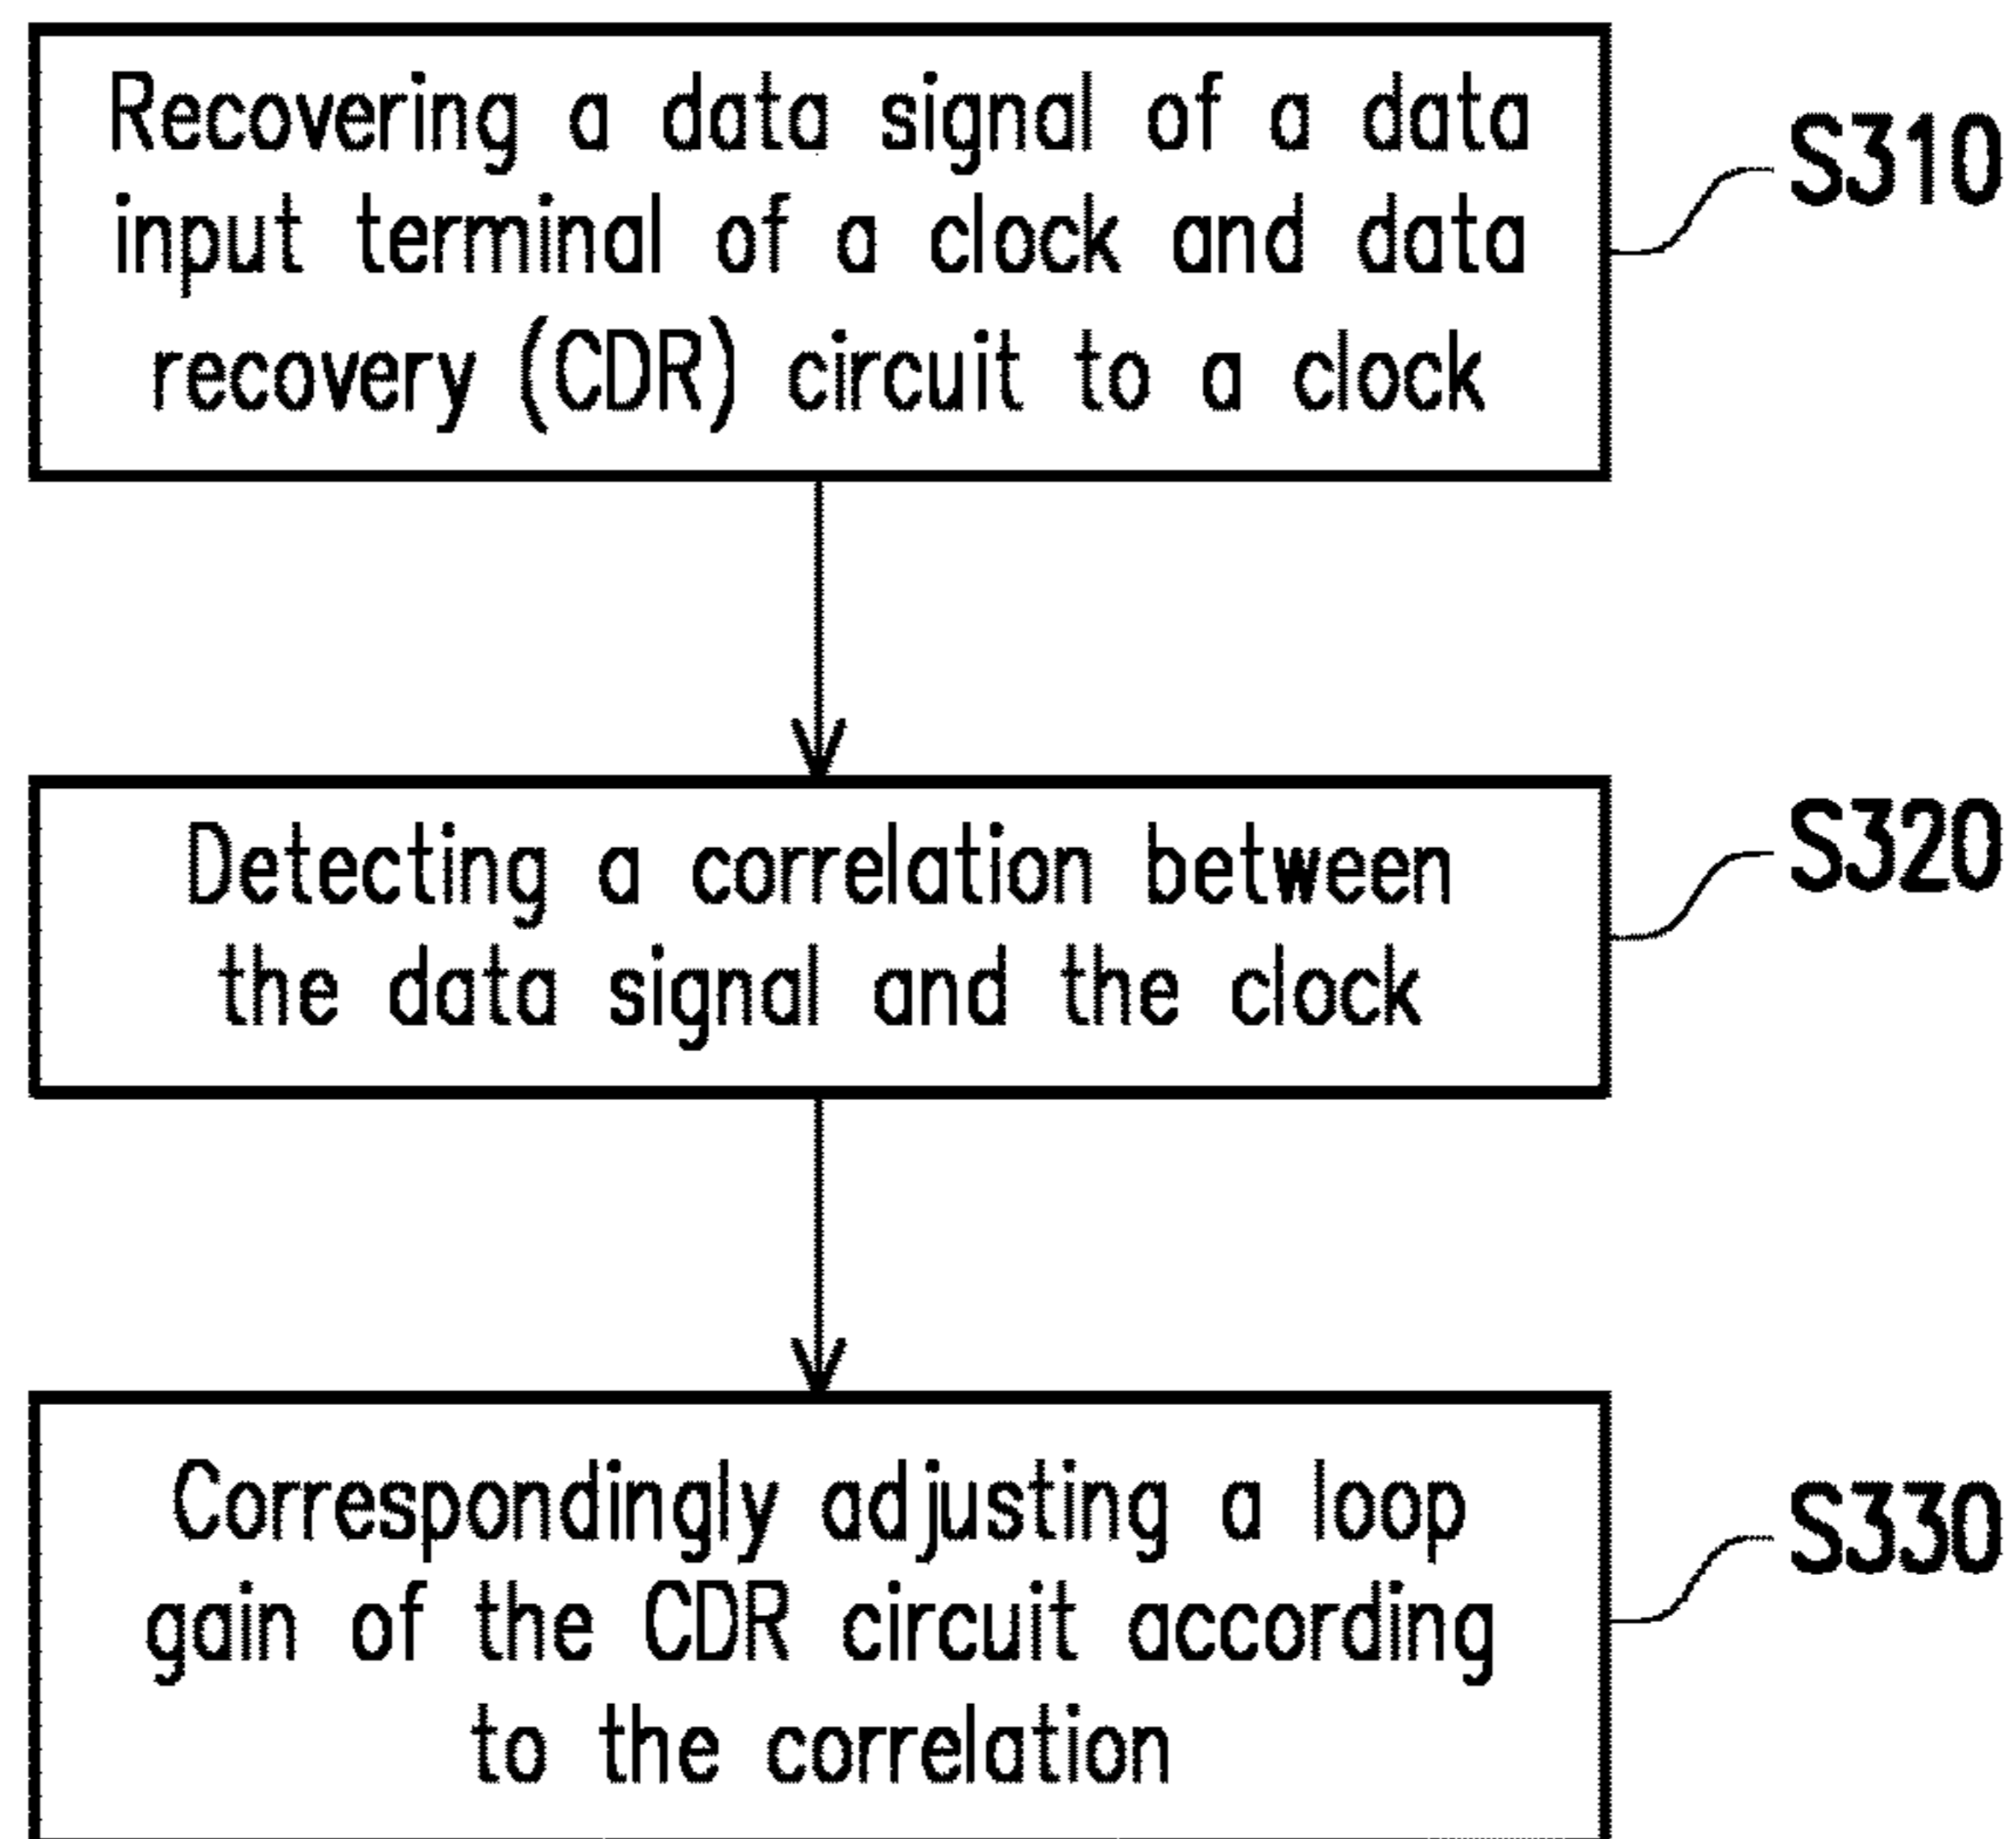 Recovering a data signal of a data
input terminal of a clock and data
recovery (CDR) circuit to a clock
S310
Detecting a correlation between
the data signal and the clock
S320
Correspondingly adjusting a loop
gain of the CDR circuit according
to the correlation
S330